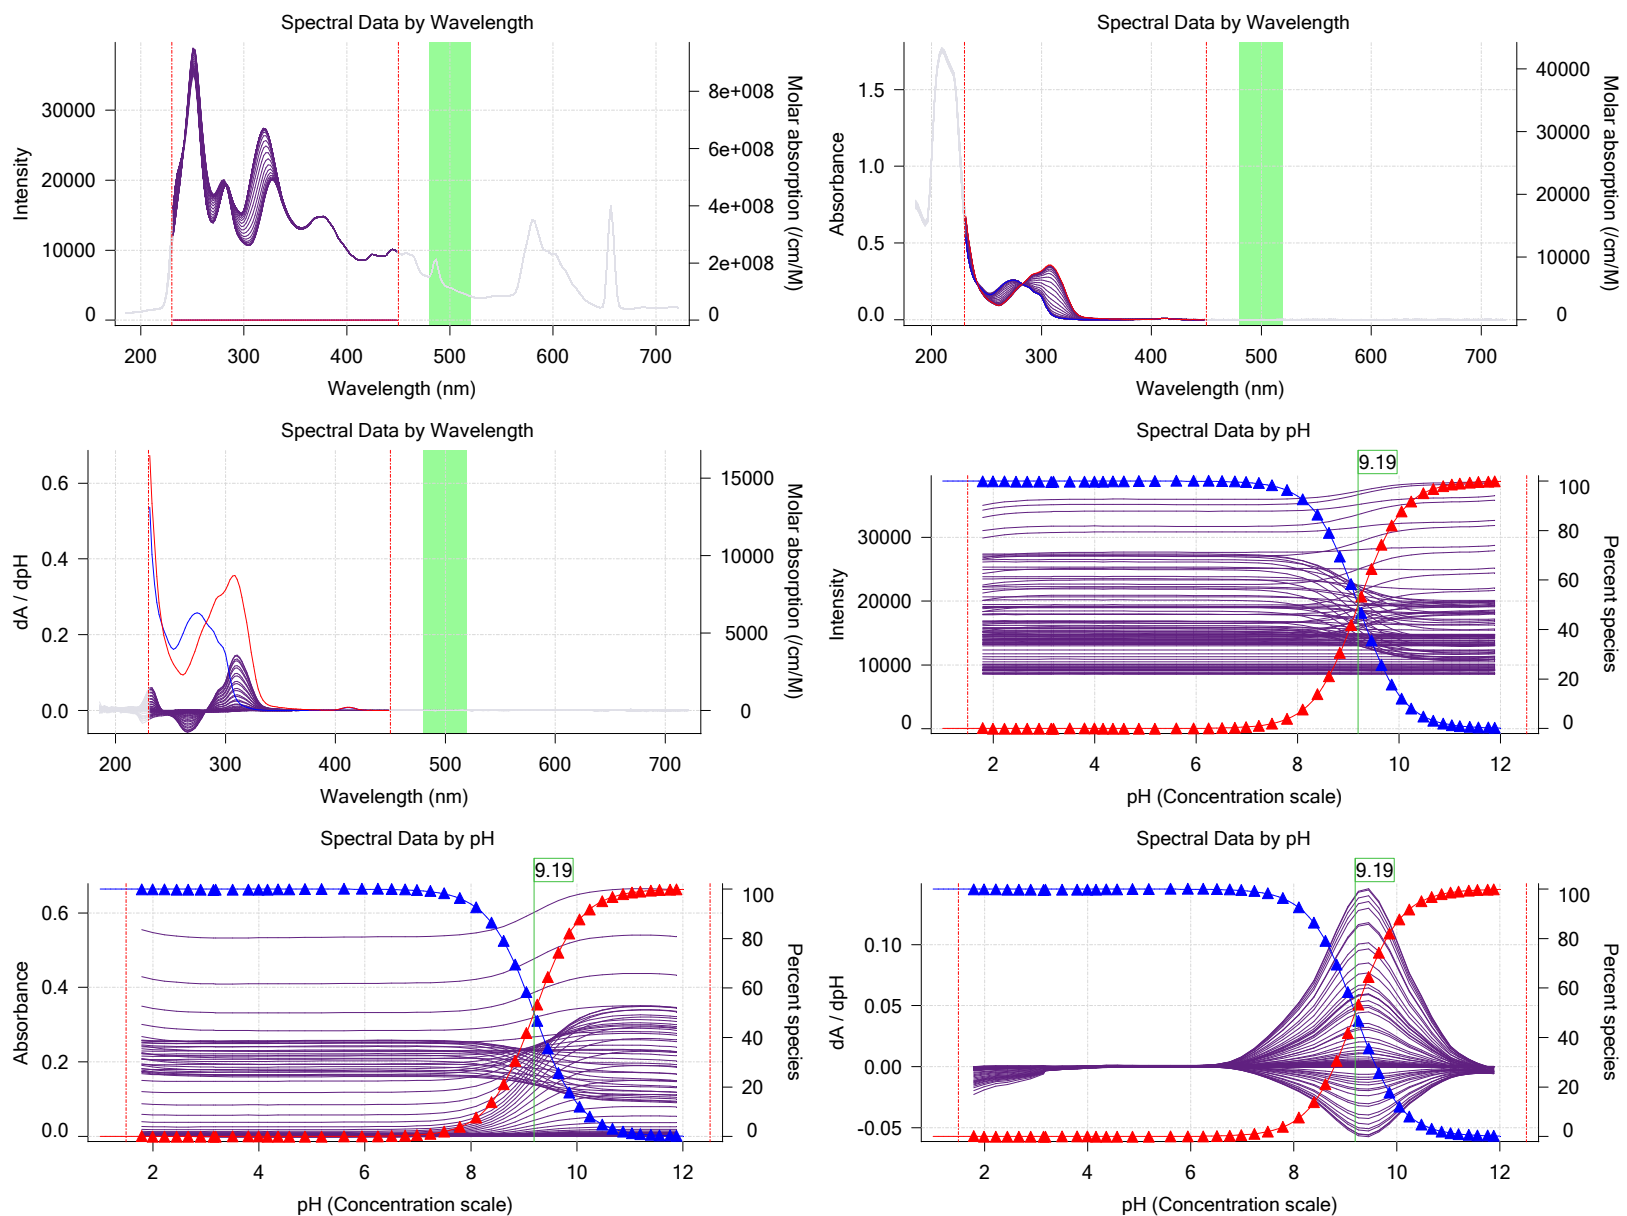 Spectral Data by Wavelength
Intensity
30000
20000
10000
0
8e+008
6e+008
4e+008
2e+008
0
Molar absorption (/cm/M)
200 300 400 500 600 700
Wavelength (nm)
Spectral Data by Wavelength
Absorbance
1.5
1.0
0.5
0.0
40000
30000
20000
10000
0
Molar absorption (/cm/M)
200 300 400 500 600 700
Wavelength (nm)
Spectral Data by Wavelength
dA / dpH
0.6
0.4
0.2
0.0
15000
10000
5000
0
Molar absorption (/cm/M)
200 300 400 500 600 700
Wavelength (nm)
Spectral Data by pH
9.19
Intensity
30000
20000
10000
0
100
80
60
40
20
0
Percent species
2 4 6 8 10 12
pH (Concentration scale)
Spectral Data by pH
9.19
Absorbance
0.6
0.4
0.2
0.0
100
80
60
40
20
0
Percent species
2 4 6 8 10 12
pH (Concentration scale)
Spectral Data by pH
9.19
dA / dpH
0.10
0.05
0.00
-0.05
100
80
60
40
20
0
Percent species
2 4 6 8 10 12
pH (Concentration scale)